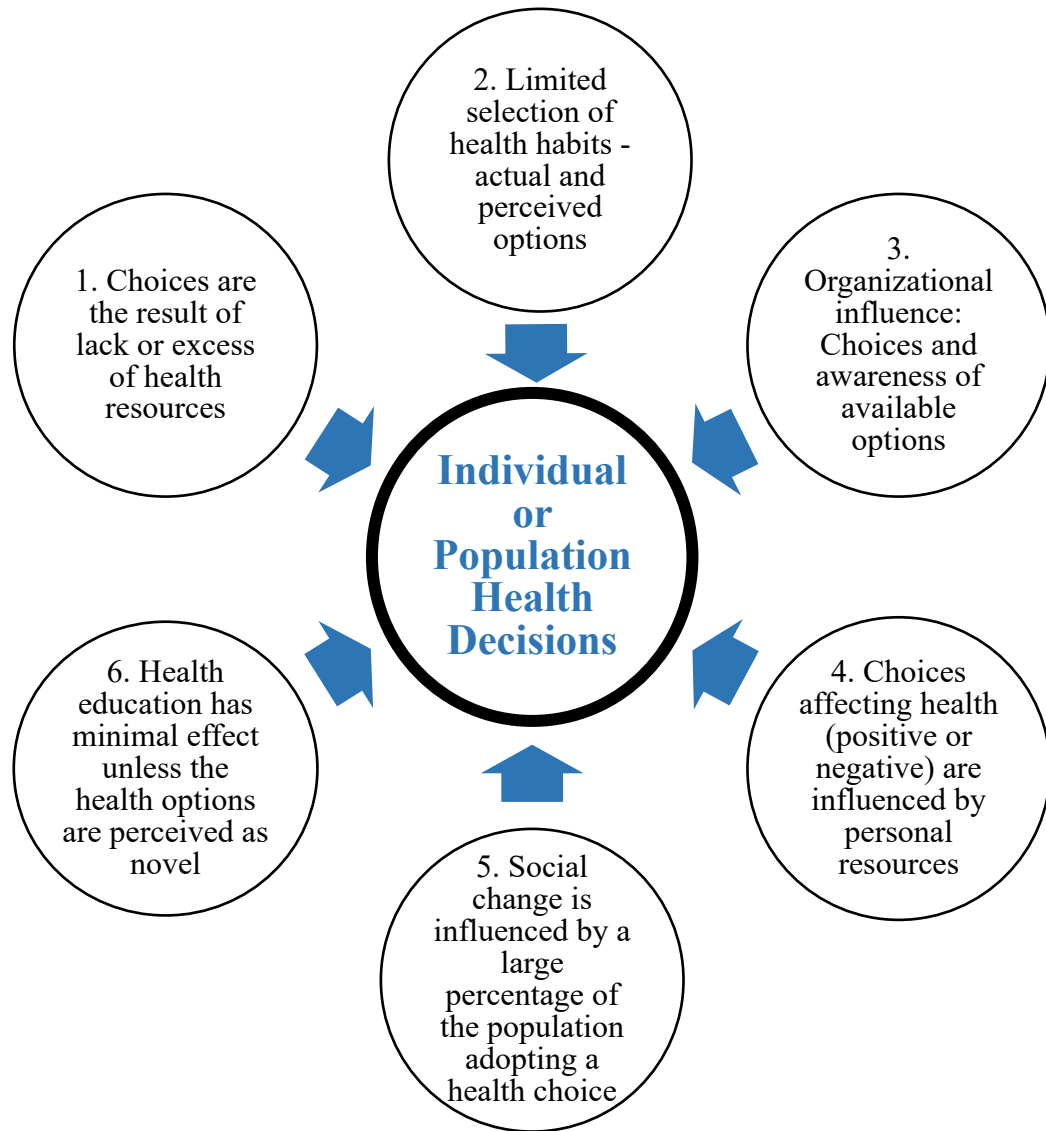 1. Choices are
the result of
lack or excess
of health
resources
2. Limited
selection of
health habits -
actual and
perceived
options
3.
Organizational
influence:
Choices and
awareness of
available
options
4. Choices
affecting health
(positive or
negative) are
influenced by
personal
resources
5. Social
change is
influenced by a
large
percentage of
the population
adopting a
health choice
6. Health
education has
minimal effect
unless the
health options
are perceived as
novel
Individual
or
Population
Health
Decisions